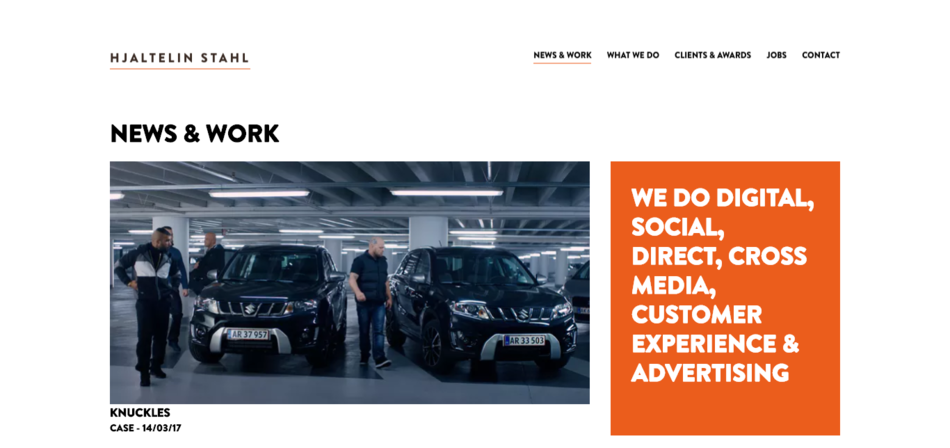 HJALTELIN STAHL
NEWS & WORK
WHAT WE DO
CLIENTS & AWARDS
JOBS
CONTACT
NEWS & WORK
AR 37 957
AR 33 503
WE DO DIGITAL,
SOCIAL,
DIRECT, CROSS
MEDIA,
CUSTOMER
EXPERIENCE &
ADVERTISING
KNUCKLES
CASE - 14/03/17